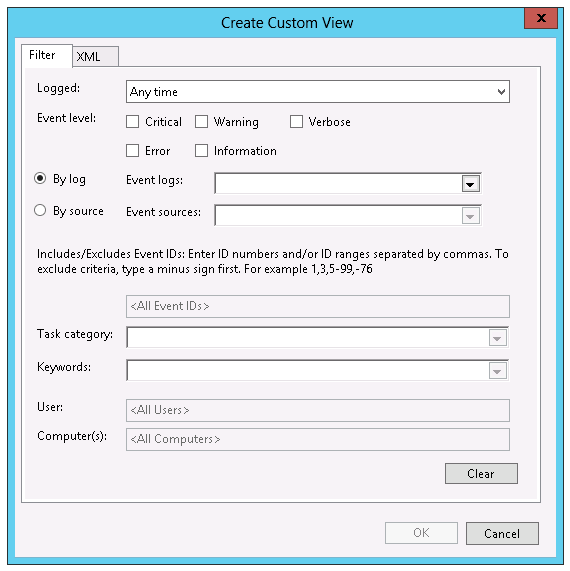 Create Custom View
x
Filter XML
Logged: Any time
Event level: Critical Warning Verbose
Error Information
By log Event logs:
By source Event sources:
Includes/Excludes Event IDs: Enter ID numbers and/or ID ranges separated by commas. To
exclude criteria, type a minus sign first. For example 1,3,5-99,-76
<All Event IDs>
Task category:
Keywords:
User: <All Users>
Computer(s): <All Computers>
Clear
OK Cancel